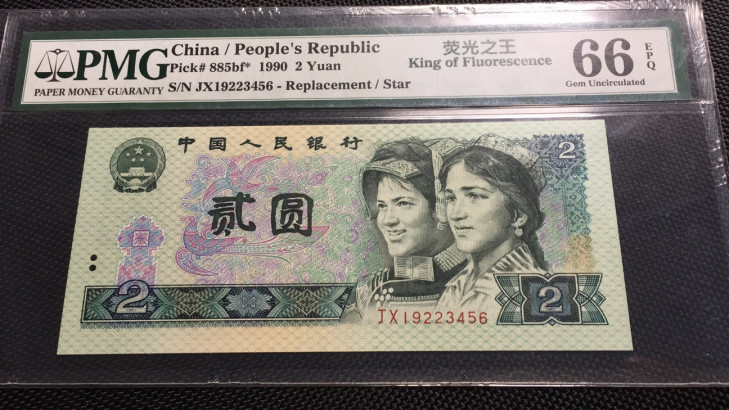 PMG
PAPER MONEY GUARANTY
China / People's Republic
Pick# 885bf* 1990 2 Yuan
S/N JX19223456 - Replacement / Star
荧光之王
King of Fluorescence
66 EPQ
Gem Uncirculated
中国人民银行
贰圆
2
2
2
JX19223456